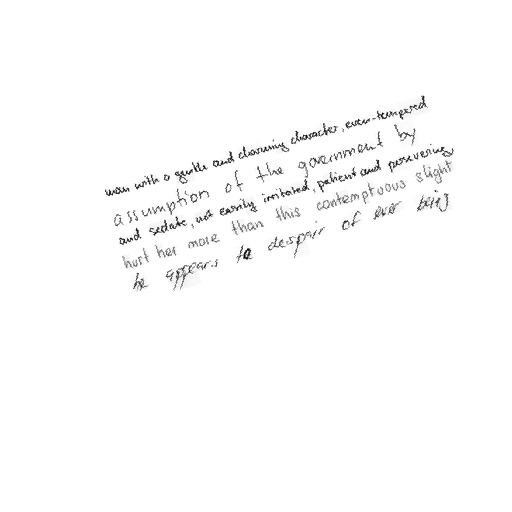 man with a gentle and charming character, even-tempered
assumption of the government by
and sedate, not easily irritated, patient and persevering,
hurt her more than this contemptuous slight
he appears to despair of ever being